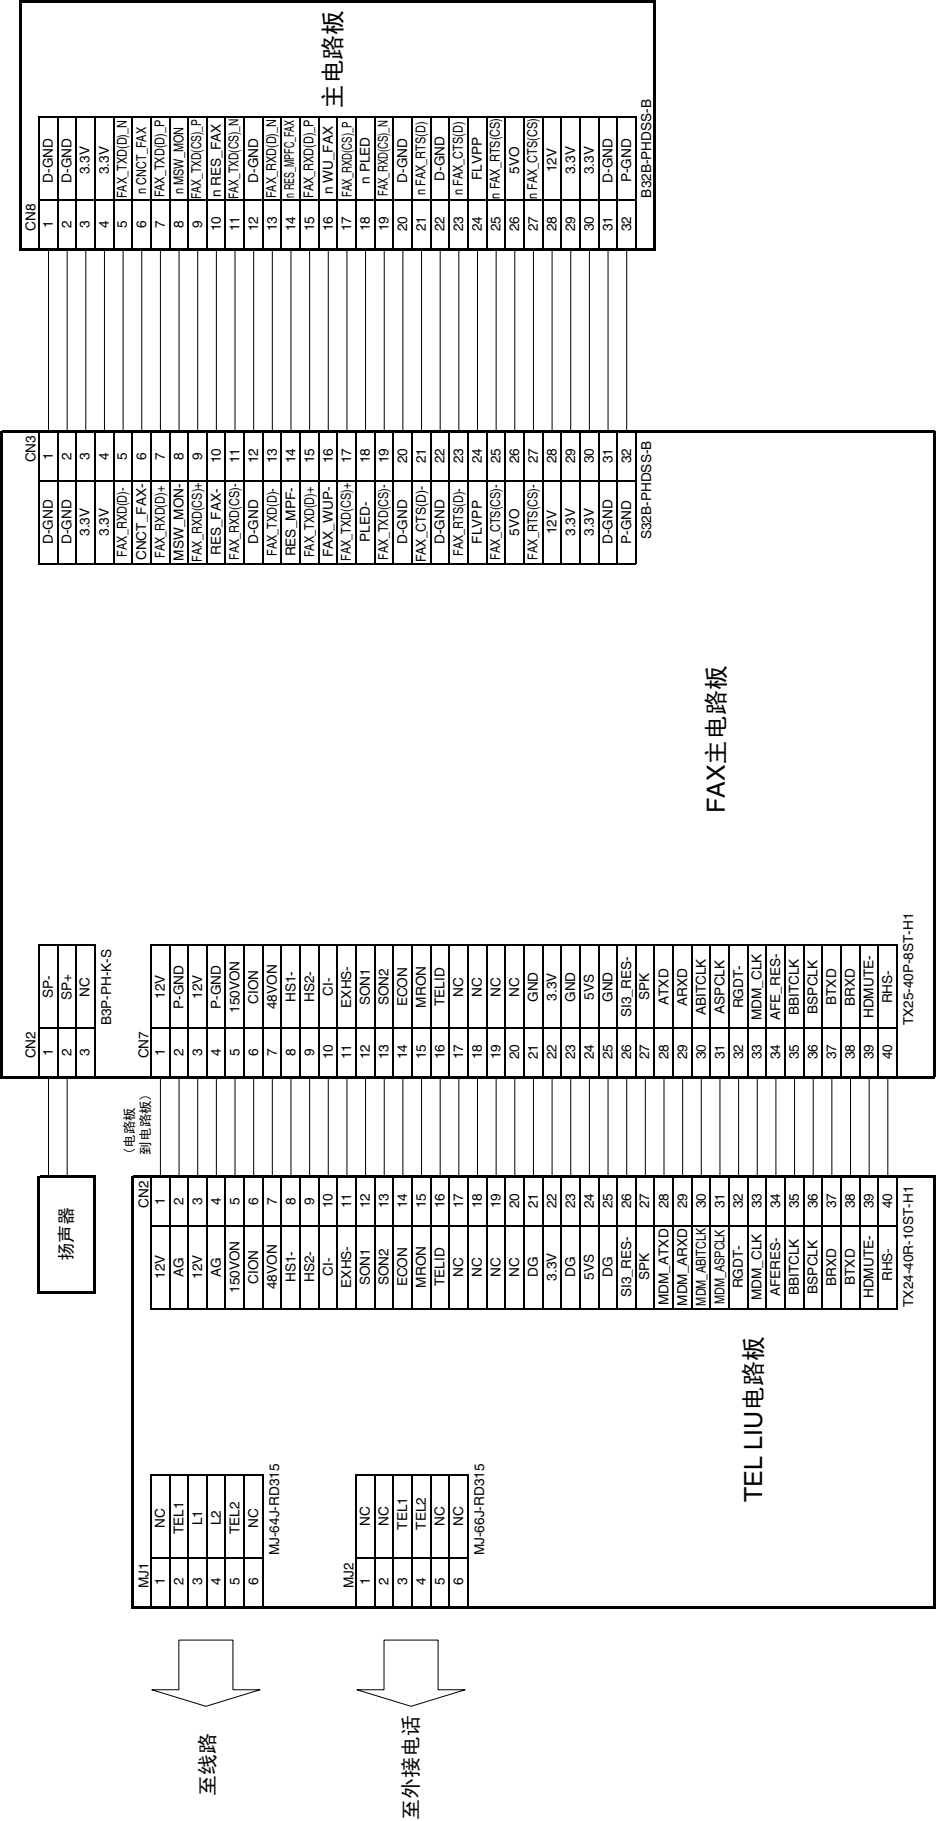 主电路板
CN8
1 D-GND
2 D-GND
3 3.3V
4 3.3V
5 FAX_TXD(D)_N
6 n CNCT_FAX
7 FAX_TXD(D)_P
8 n MSW_MON
9 FAX_TXD(CS)_P
10 n RES_FAX
11 FAX_TXD(CS)_N
12 D-GND
13 FAX_RXD(D)_N
14 n RES_MPFC_FAX
15 FAX_RXD(D)_P
16 n WU_FAX
17 FAX_RXD(CS)_P
18 n PLED
19 FAX_RXD(CS)_N
20 D-GND
21 n FAX_RTS(D)
22 D-GND
23 n FAX_CTS(D)
24 FLVPP
25 n FAX_RTS(CS)
26 5VO
27 n FAX_CTS(CS)
28 12V
29 3.3V
30 3.3V
31 D-GND
32 P-GND
B32B-PHDSS-B
CN3
1 D-GND
2 D-GND
3 3.3V
4 3.3V
5 FAX_RXD(D)-
6 CNCT_FAX-
7 FAX_RXD(D)+
8 MSW_MON-
9 FAX_RXD(CS)+
10 RES_FAX-
11 FAX_RXD(CS)-
12 D-GND
13 FAX_TXD(D)-
14 RES_MPF-
15 FAX_TXD(D)+
16 FAX_WUP-
17 FAX_TXD(CS)+
18 PLED-
19 FAX_TXD(CS)-
20 D-GND
21 FAX_CTS(D)-
22 D-GND
23 FAX_RTS(D)-
24 FLVPP
25 FAX_CTS(CS)-
26 5VO
27 FAX_RTS(CS)-
28 12V
29 3.3V
30 3.3V
31 D-GND
32 P-GND
S32B-PHDSS-B
FAX主电路板
CN2
1 SP-
2 SP+
3 NC
B3P-PH-K-S
CN7
1 12V
2 P-GND
3 12V
4 P-GND
5 150VON
6 CION
7 48VON
8 HS1-
9 HS2-
10 CI-
11 EXHS-
12 SON1
13 SON2
14 ECON
15 MRON
16 TELID
17 NC
18 NC
19 NC
20 NC
21 GND
22 3.3V
23 GND
24 5VS
25 GND
26 SI3_RES-
27 SPK
28 ATXD
29 ARXD
30 ABITCLK
31 ASPCLK
32 RGDT-
33 MDM_CLK
34 AFE_RES-
35 BBITCLK
36 BSPCLK
37 BTXD
38 BRXD
39 HDMUTE-
40 RHS-
TX25-40P-8ST-H1
（电路板
到电路板）
扬声器
CN2
1 12V
2 AG
3 12V
4 AG
5 150VON
6 CION
7 48VON
8 HS1-
9 HS2-
10 CI-
11 EXHS-
12 SON1
13 SON2
14 ECON
15 MRON
16 TELID
17 NC
18 NC
19 NC
20 NC
21 DG
22 3.3V
23 DG
24 5VS
25 DG
26 SI3_RES-
27 SPK
28 MDM_ATXD
29 MDM_ARXD
30 MDM_ABITCLK
31 MDM_ASPCLK
32 RGDT-
33 MDM_CLK
34 AFERES-
35 BBITCLK
36 BSPCLK
37 BRXD
38 BTXD
39 HDMUTE-
40 RHS-
TX24-40R-10ST-H1
TEL LIU电路板
MJ1
1 NC
2 TEL1
3 L1
4 L2
5 TEL2
6 NC
MJ-64J-RD315
MJ2
1 NC
2 NC
3 TEL1
4 TEL2
5 NC
6 NC
MJ-66J-RD315
至线路
至外接电话